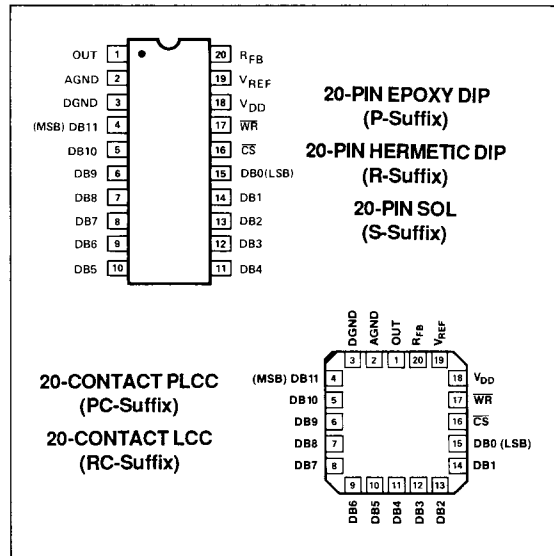 OUT 1 20 RFB
AGND 2 19 VREF
DGND 3 18 VDD
(MSB) DB11 4 17 WR
DB10 5 16 CS
DB9 6 15 DB0(LSB)
DB8 7 14 DB1
DB7 8 13 DB2
DB6 9 12 DB3
DB5 10 11 DB4
20-PIN EPOXY DIP
(P-Suffix)
20-PIN HERMETIC DIP
(R-Suffix)
20-PIN SOL
(S-Suffix)
20-CONTACT PLCC
(PC-Suffix)
20-CONTACT LCC
(RC-Suffix)
DGND AGND OUT RFB VREF
3 2 1 20 19
(MSB) DB11 4 18 VDD
DB10 5 17 WR
DB9 6 16 CS
DB8 7 15 DB0 (LSB)
DB7 8 14 DB1
9 10 11 12 13
DB6 DB5 DB4 DB3 DB2